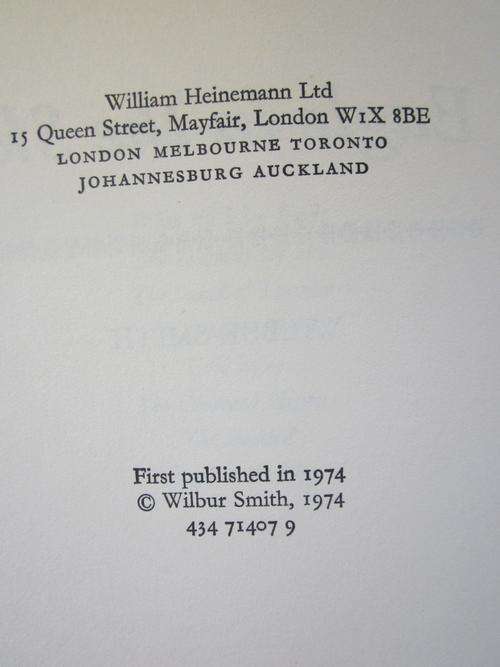 William Heinemann Ltd
15 Queen Street, Mayfair, London W1X 8BE
LONDON MELBOURNE TORONTO
JOHANNESBURG AUCKLAND
First published in 1974
© Wilbur Smith, 1974
434 71407 9